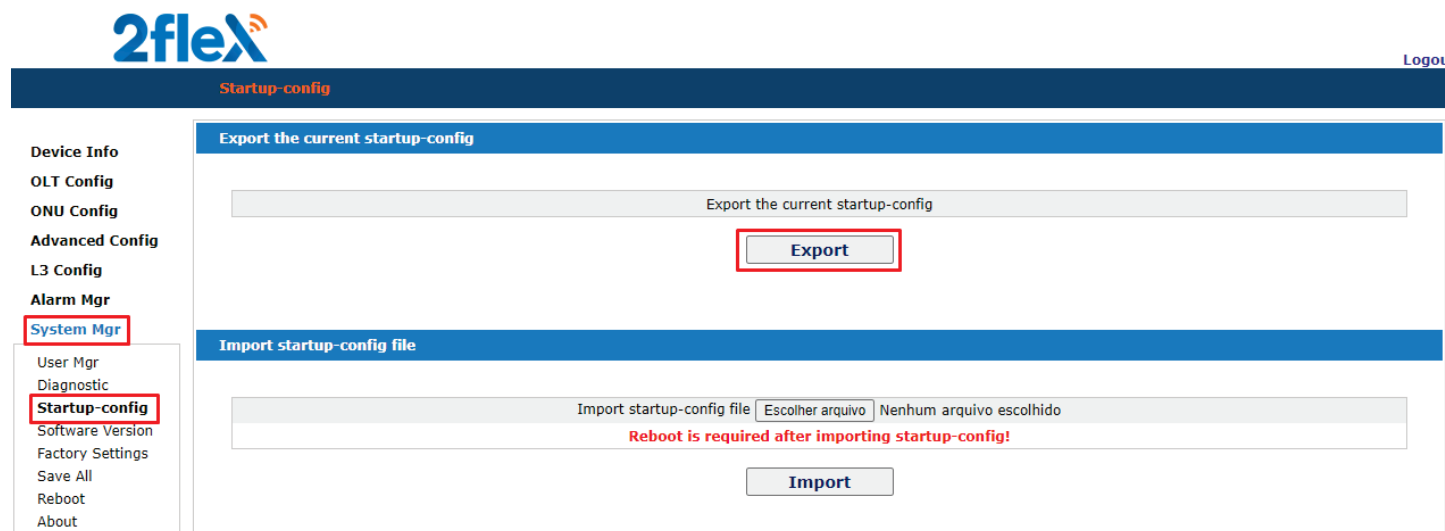 2flex
Logou
Startup-config
Export the current startup-config
Device Info
OLT Config
ONU Config
Advanced Config
L3 Config
Alarm Mgr
System Mgr
User Mgr
Diagnostic
Startup-config
Software Version
Factory Settings
Save All
Reboot
About
Export the current startup-config
Export
Import startup-config file
Import startup-config file Escolher arquivo Nenhum arquivo escolhido
Reboot is required after importing startup-config!
Import